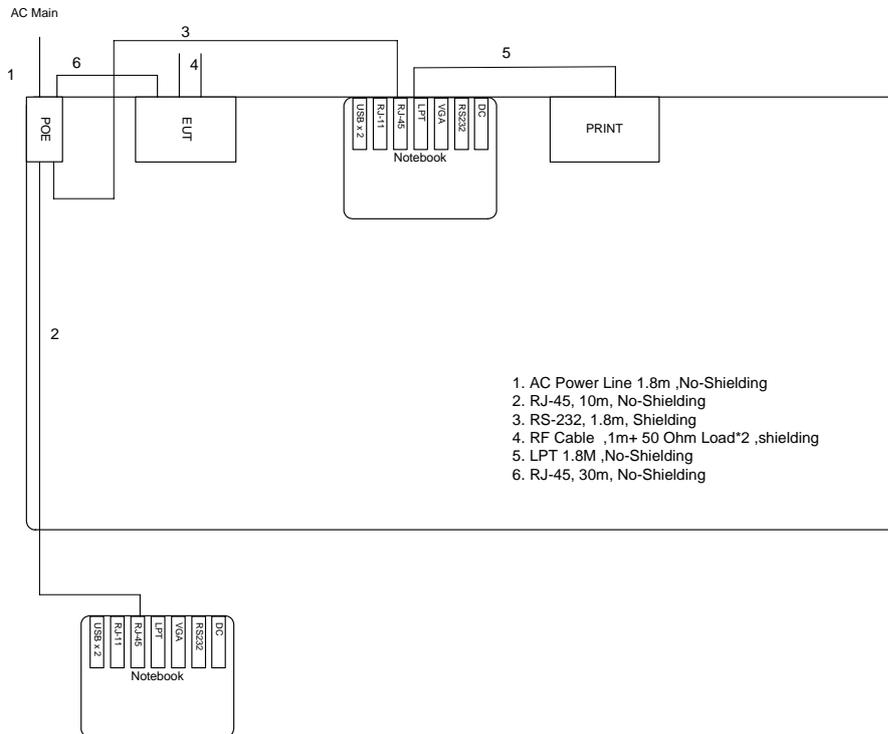 AC Main
3
6
4
5
1
POE
EUT
USB x 2
RJ-11
RJ-45
LPT
VGA
RS232
DC
Notebook
PRINT
2
1. AC Power Line 1.8m ,No-Shielding
2. RJ-45, 10m, No-Shielding
3. RS-232, 1.8m, Shielding
4. RF Cable ,1m+ 50 Ohm Load*2 ,shielding
5. LPT 1.8M ,No-Shielding
6. RJ-45, 30m, No-Shielding
USB x 2
RJ-11
RJ-45
LPT
VGA
RS232
DC
Notebook